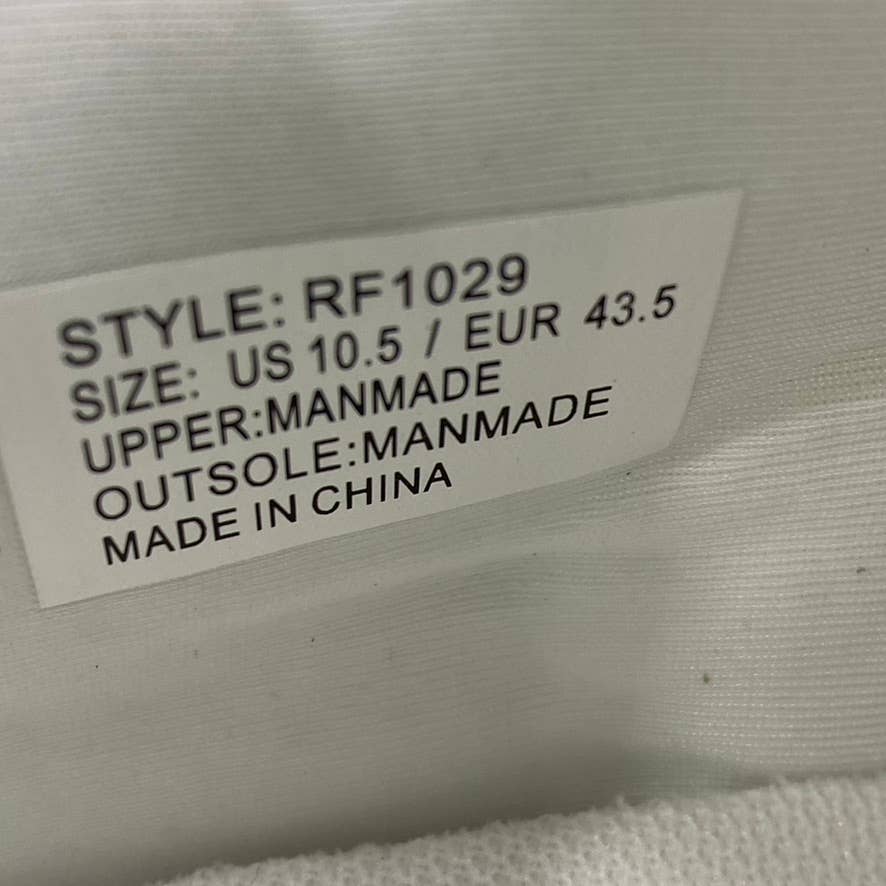 STYLE: RF1029
SIZE: US 10.5 / EUR 43.5
UPPER:MANMADE
OUTSOLE:MANMADE
MADE IN CHINA